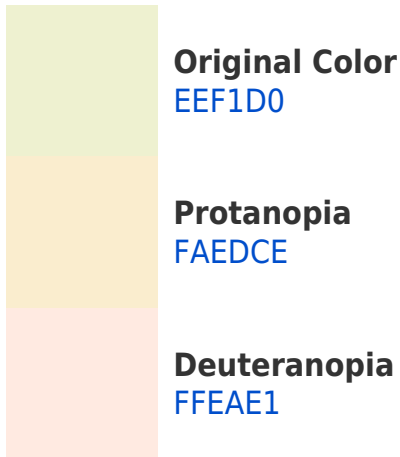 Original Color
EEF1D0
Protanopia
FAEDCE
Deuteranopia
FFEAE1